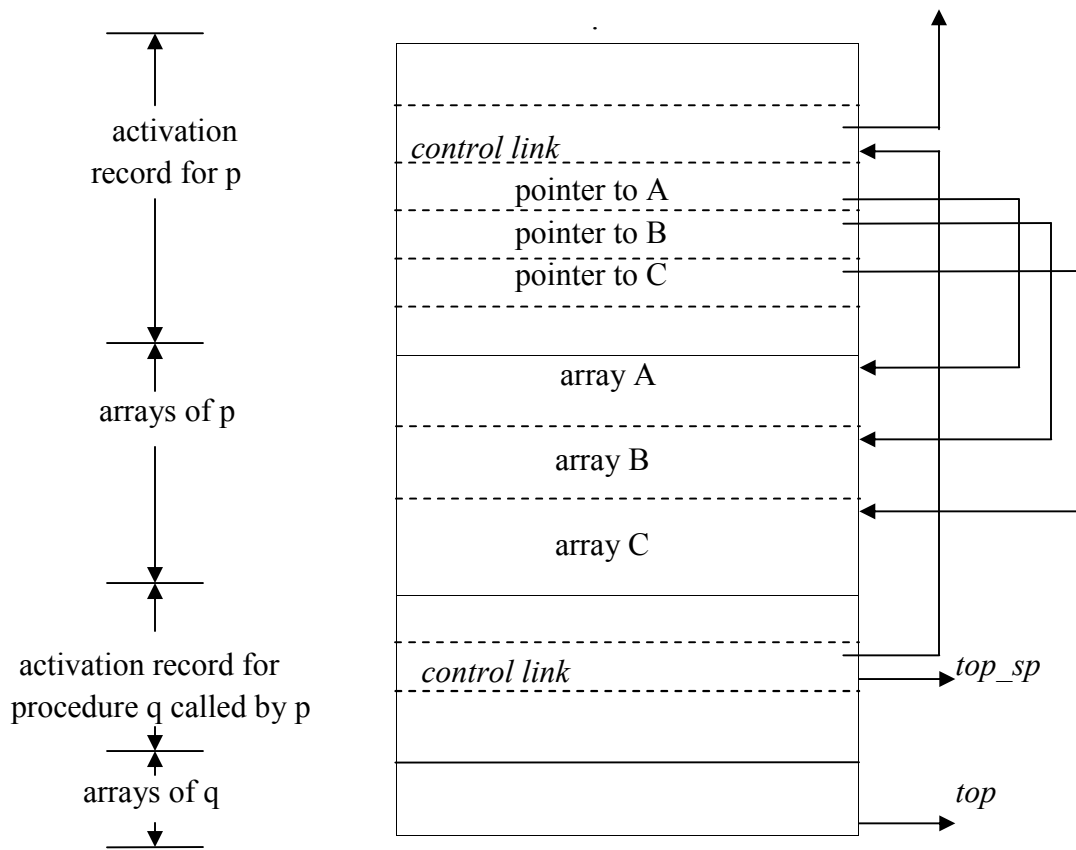 activation
record for p
control link
pointer to A
pointer to B
pointer to C
array A
arrays of p
array B
array C
activation record for
procedure q called by p
control link
top_sp
arrays of q
top